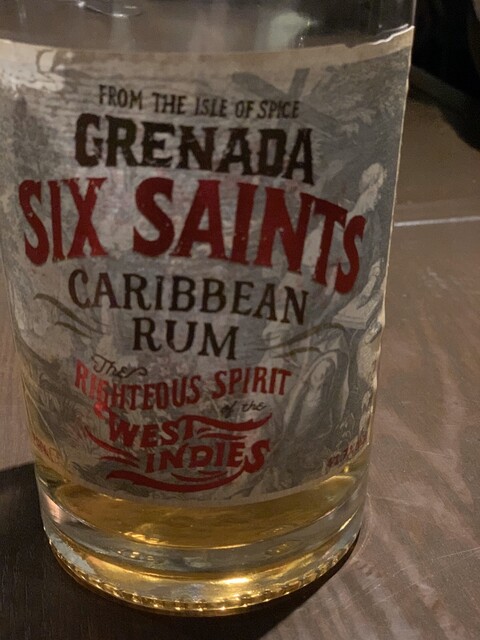 FROM THE ISLE OF SPICE
GRENADA
SIX SAINTS
CARIBBEAN
RUM
The
RIGHTEOUS SPIRIT
of the
WEST
INDIES